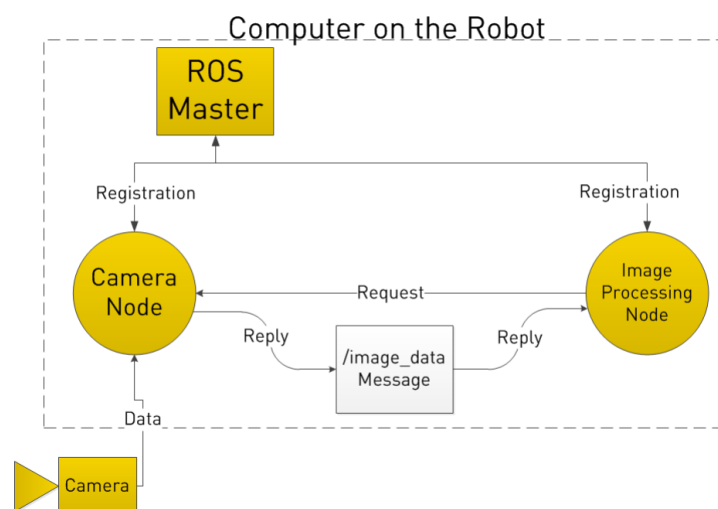 Computer on the Robot
ROS
Master
Registration
Registration
Camera
Node
Image
Processing
Node
Request
Reply
Reply
/image_data
Message
Data
Camera